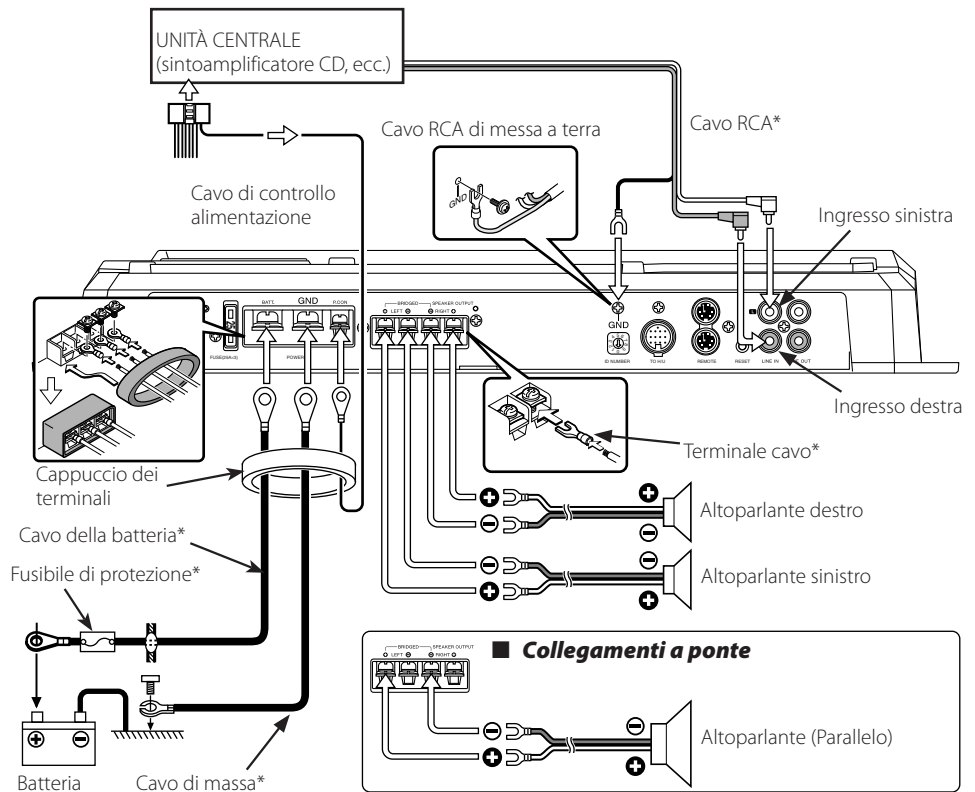 UNITÀ CENTRALE
(sintoamplificatore CD, ecc.)
Cavo RCA di messa a terra
Cavo RCA*
Cavo di controllo
alimentazione
GND
Ingresso sinistra
BATT. GND P.CON
BRIDGED SPEAKER OUTPUT
LEFT RIGHT
POWER
GND
ID NUMBER
TO H/U
REMOTE
RESET
LINE IN
Ingresso destra
Terminale cavo*
Cappuccio dei
terminali
Altoparlante destro
Cavo della batteria*
Fusibile di protezione*
Altoparlante sinistro
■ Collegamenti a ponte
BRIDGED SPEAKER OUTPUT
LEFT RIGHT
Altoparlante (Parallelo)
Batteria
Cavo di massa*